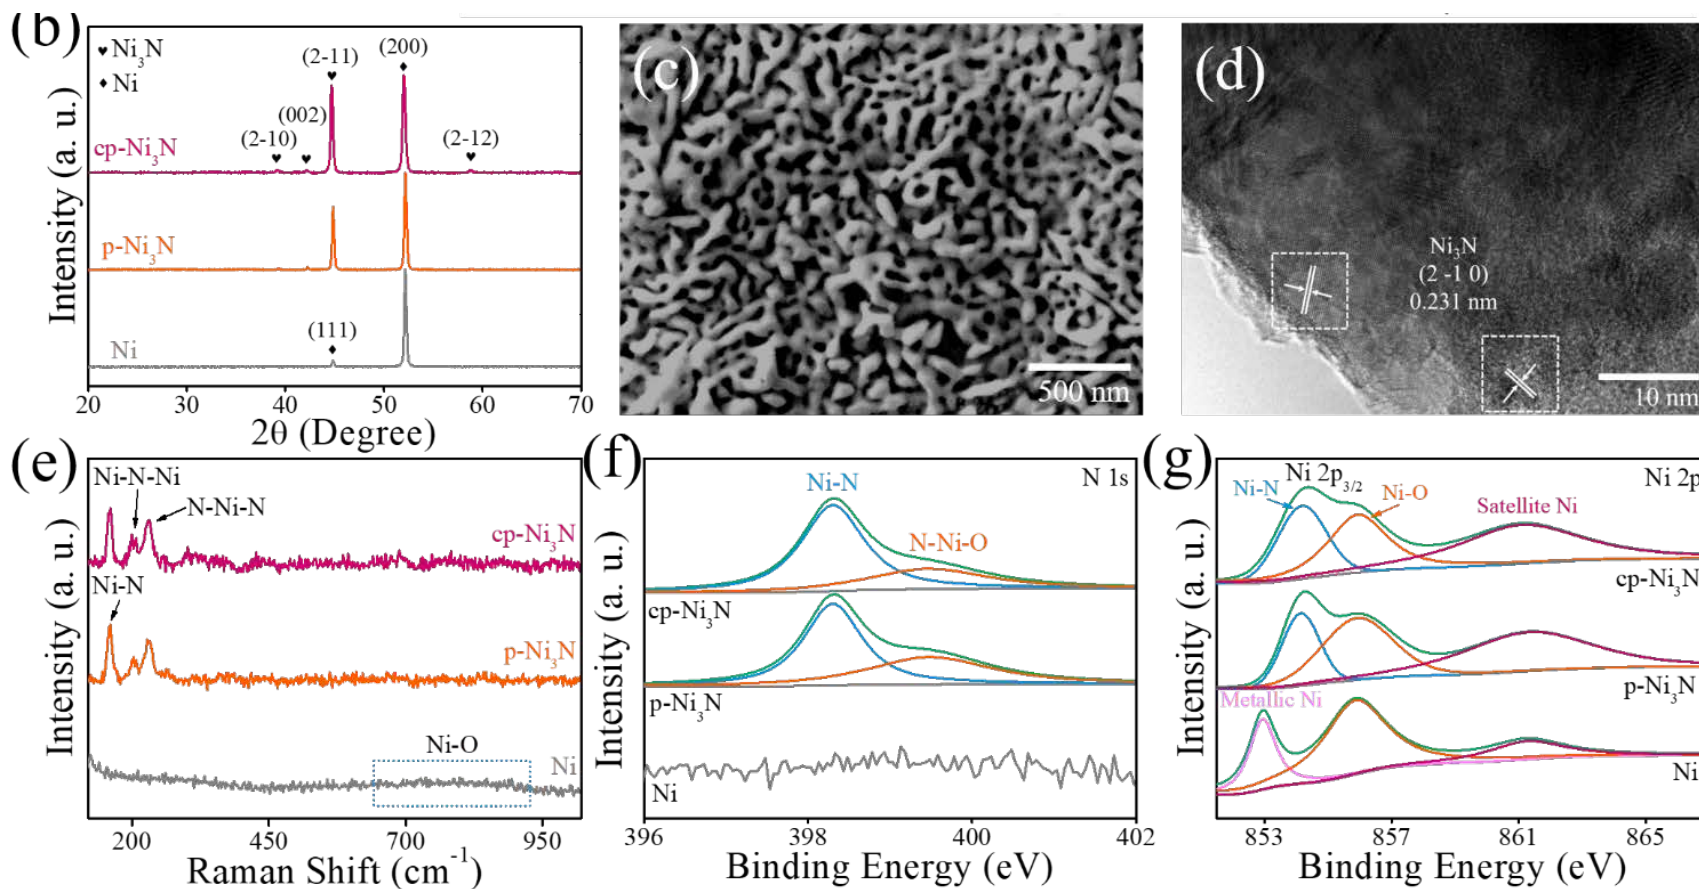 (b)
♥ Ni₃N
♦ Ni
(2-11)
(200)
(002)
(2-10)
(2-12)
cp-Ni₃N
p-Ni₃N
(111)
Ni
Intensity (a. u.)
20 30 40 50 60 70
2θ (Degree)
(c)
500 nm
(d)
Ni₃N
(2 -1 0)
0.231 nm
10 nm
(e)
Ni-N-Ni
N-Ni-N
cp-Ni₃N
Ni-N
p-Ni₃N
Ni-O
Ni
Intensity (a. u.)
200 450 700 950
Raman Shift (cm⁻¹)
(f)
N 1s
Ni-N
N-Ni-O
cp-Ni₃N
p-Ni₃N
Ni
Intensity (a. u.)
396 398 400 402
Binding Energy (eV)
(g)
Ni 2p₃/₂
Ni 2p
Ni-N
Ni-O
Satellite Ni
cp-Ni₃N
p-Ni₃N
Metallic Ni
Ni
Intensity (a. u.)
853 857 861 865
Binding Energy (eV)